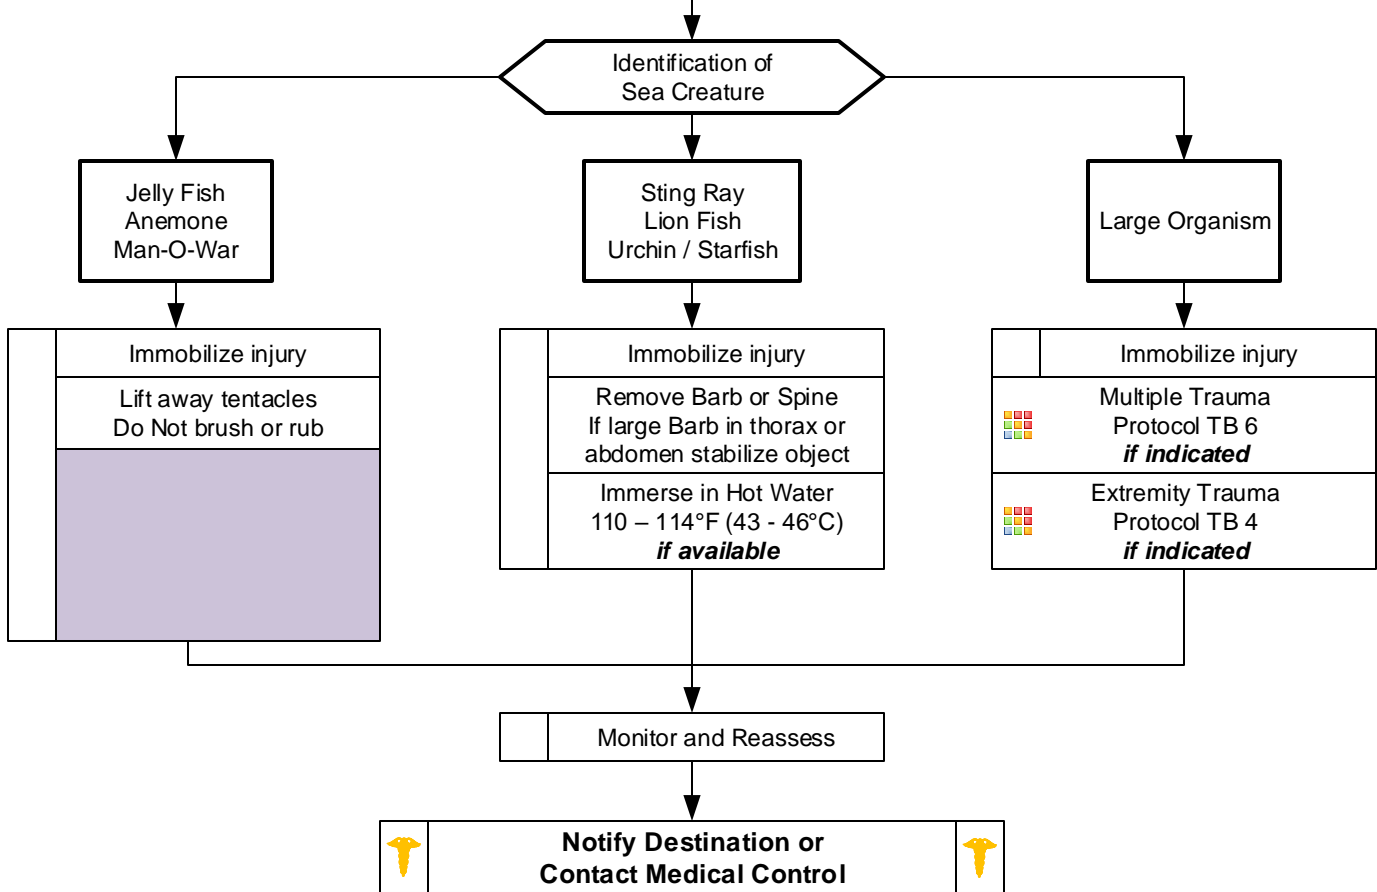 Identification of
Sea Creature
Jelly Fish
Anemone
Man-O-War
Sting Ray
Lion Fish
Urchin / Starfish
Large Organism
Immobilize injury
Lift away tentacles
Do Not brush or rub
Immobilize injury
Remove Barb or Spine
If large Barb in thorax or
abdomen stabilize object
Immerse in Hot Water
110 – 114°F (43 - 46°C)
if available
Immobilize injury
Multiple Trauma
Protocol TB 6
if indicated
Extremity Trauma
Protocol TB 4
if indicated
Monitor and Reassess
Notify Destination or
Contact Medical Control